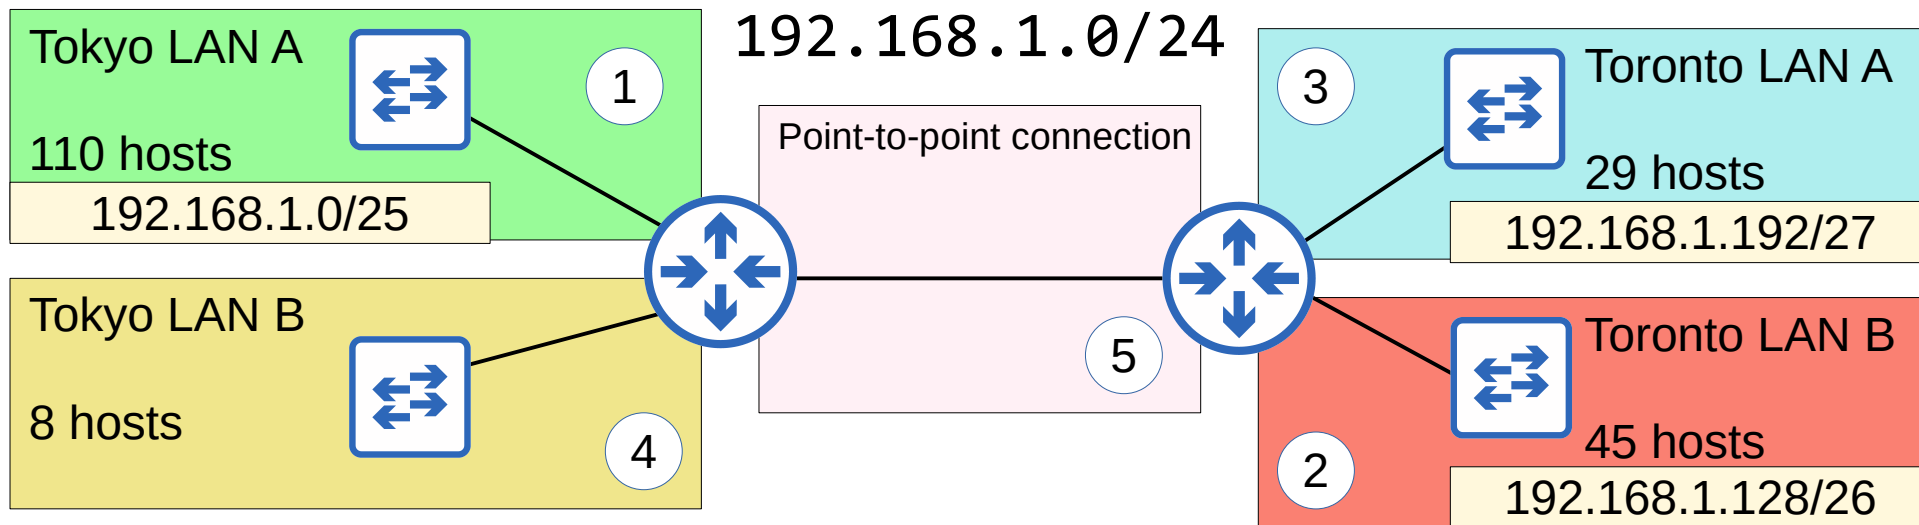 192.168.1.0/24
Tokyo LAN A
1
110 hosts
192.168.1.0/25
Point-to-point connection
3
Toronto LAN A
29 hosts
192.168.1.192/27
Tokyo LAN B
8 hosts
4
5
Toronto LAN B
45 hosts
2
192.168.1.128/26